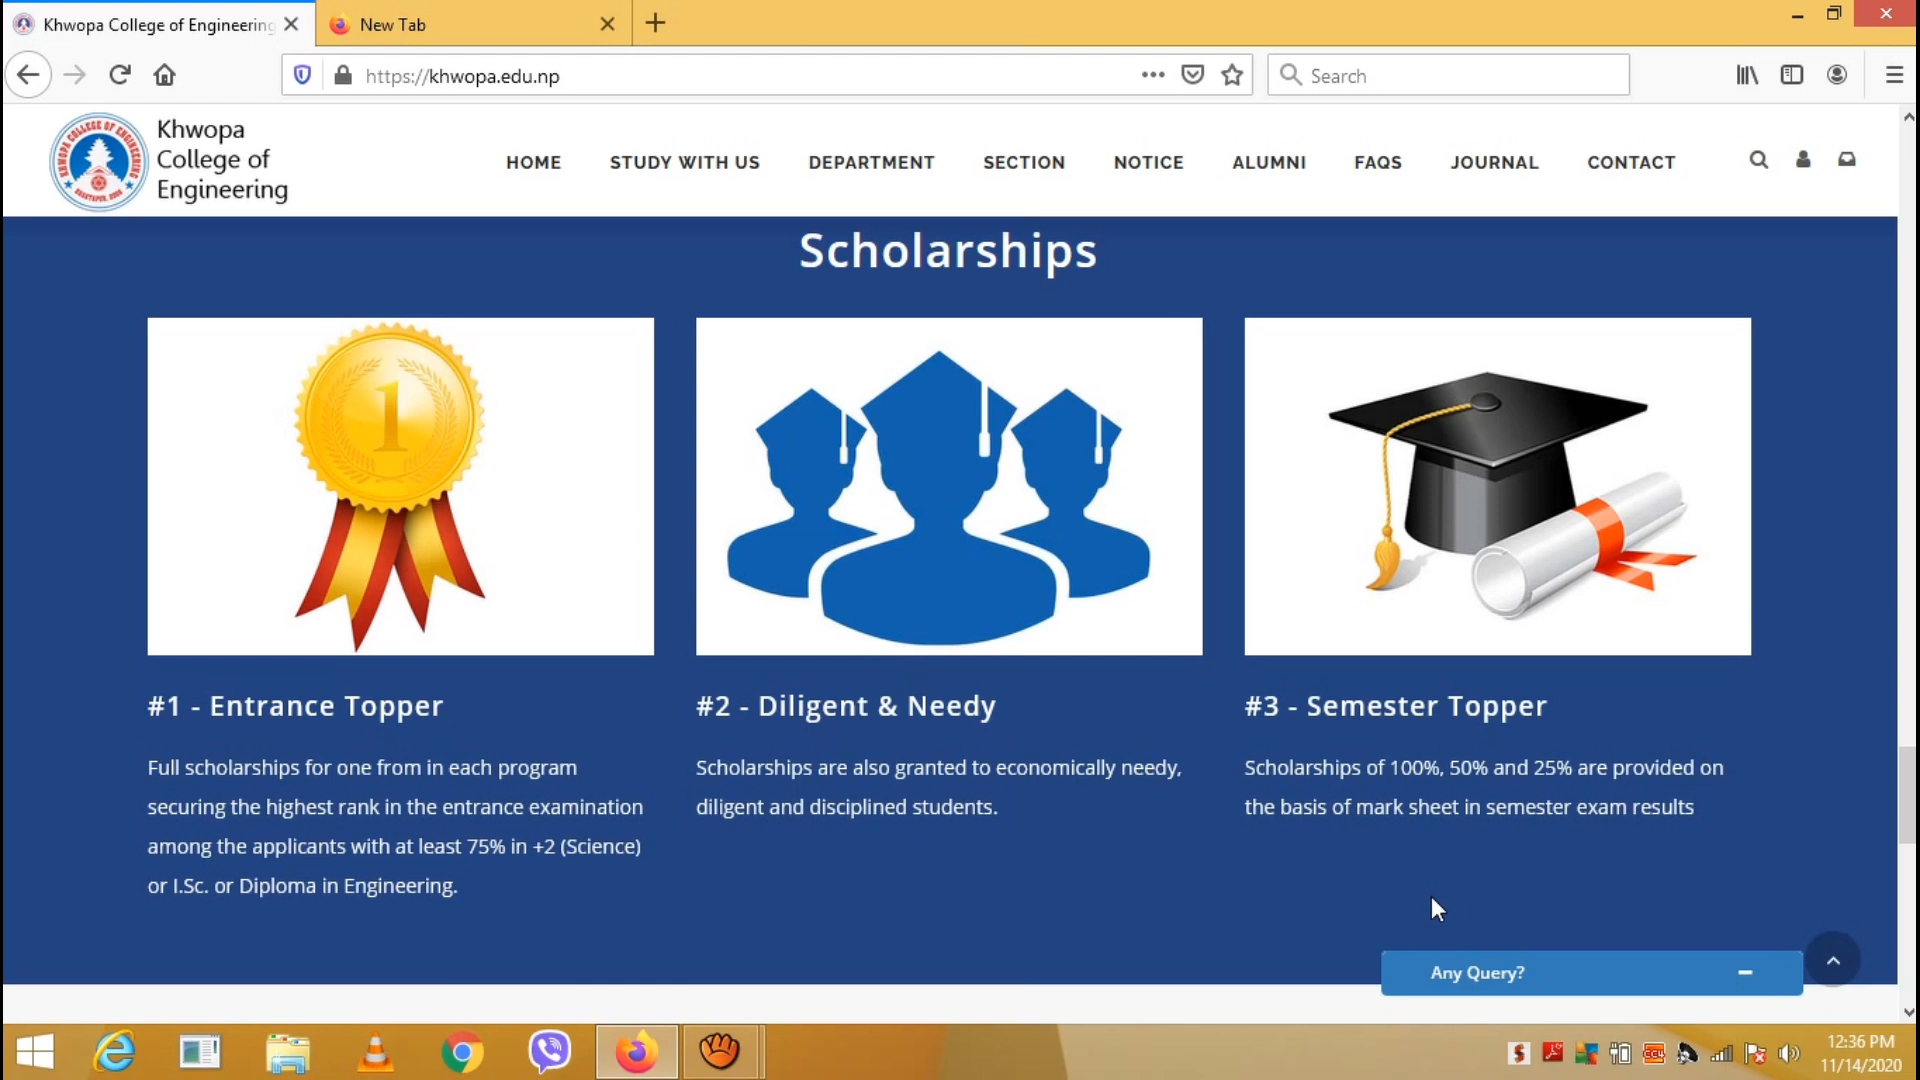 Khwopa College of Engineering
New Tab
https://khwopa.edu.np
Search
Khwopa
College of
Engineering
HOME
STUDY WITH US
DEPARTMENT
SECTION
NOTICE
ALUMNI
FAQS
JOURNAL
CONTACT
Scholarships
1
#1 - Entrance Topper
Full scholarships for one from in each program
securing the highest rank in the entrance examination
among the applicants with at least 75% in +2 (Science)
or I.Sc. or Diploma in Engineering.
#2 - Diligent & Needy
Scholarships are also granted to economically needy,
diligent and disciplined students.
#3 - Semester Topper
Scholarships of 100%, 50% and 25% are provided on
the basis of mark sheet in semester exam results
Any Query?
12:36 PM
11/14/2020